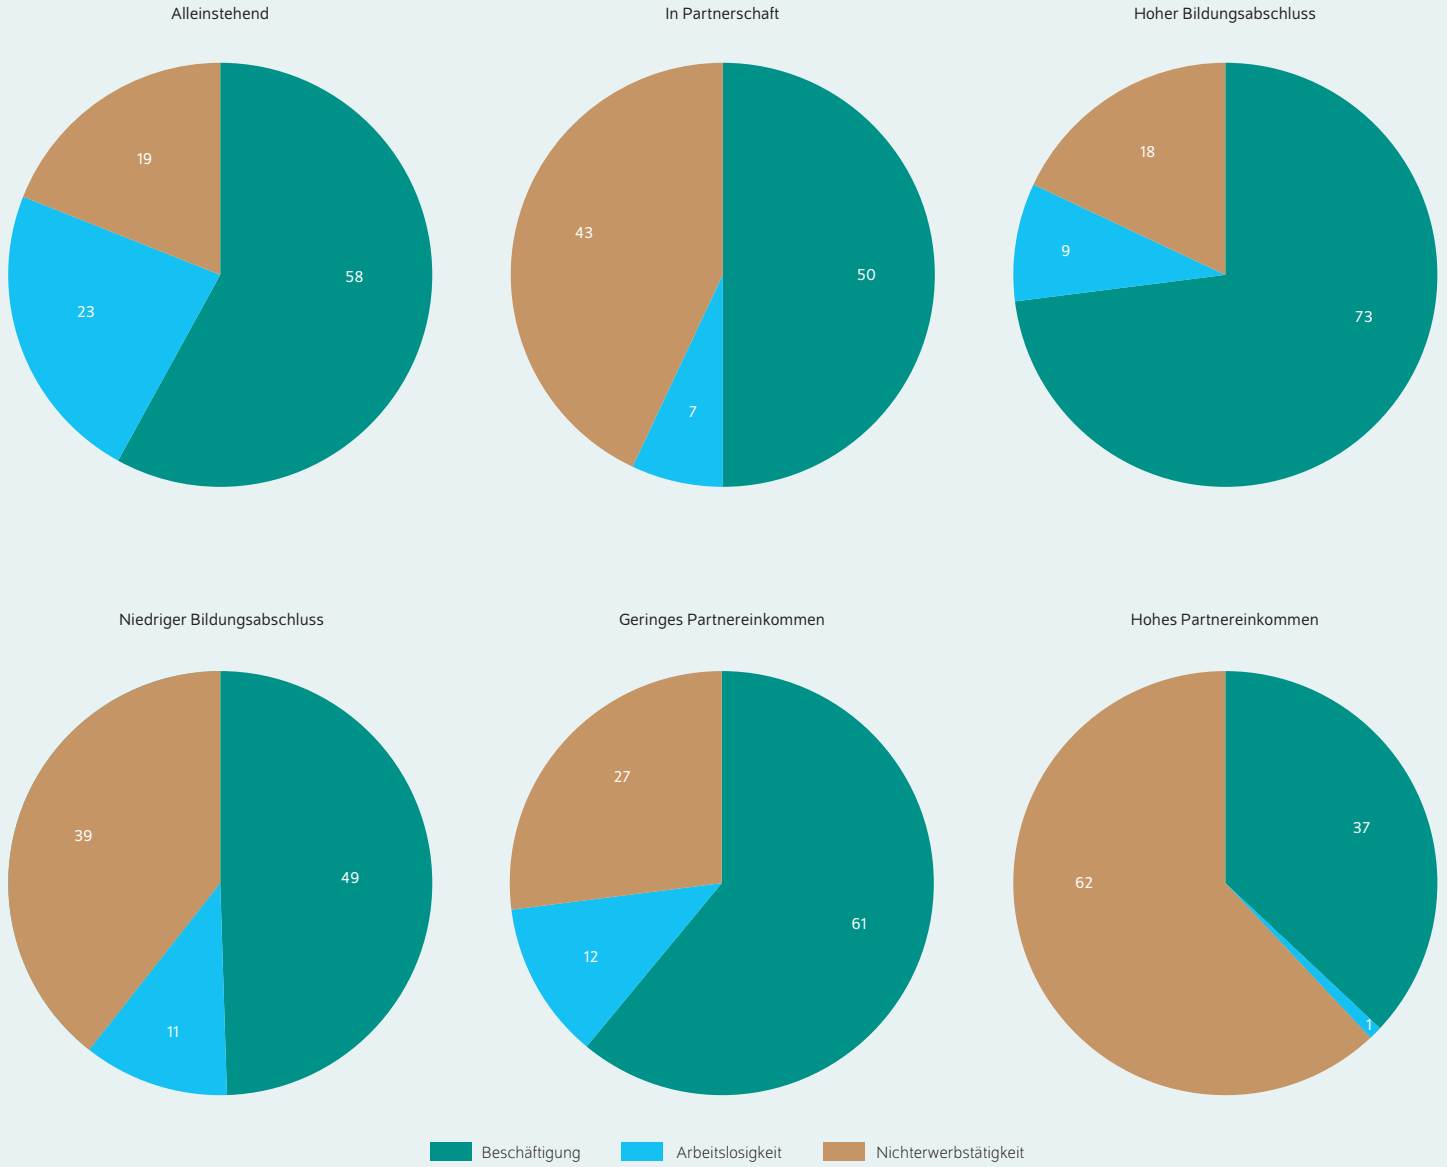 Alleinstehend
In Partnerschaft
Hoher Bildungsabschluss
19
58
23
43
50
7
18
9
73
Niedriger Bildungsabschluss
Geringes Partnereinkommen
Hohes Partnereinkommen
39
49
11
27
61
12
37
62
1
Beschäftigung
Arbeitslosigkeit
Nichterwerbstätigkeit